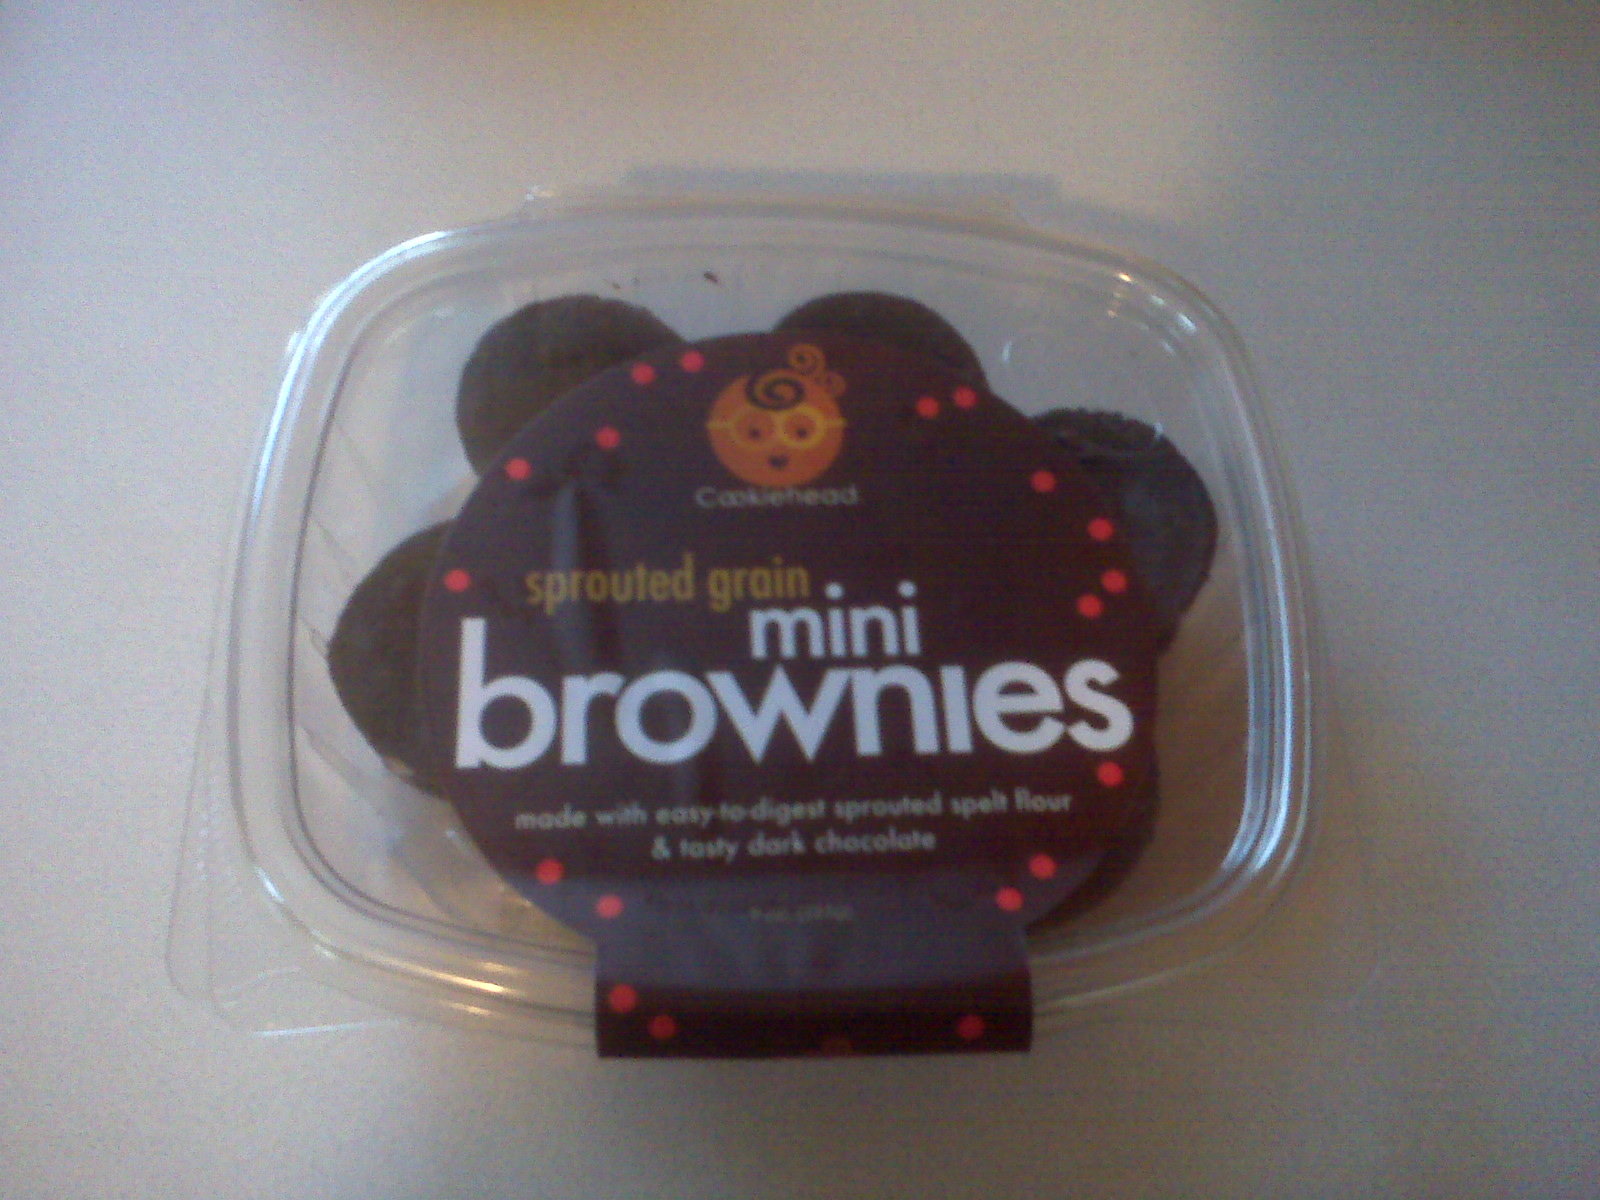 Cookiehead
sprouted grain
mini
brownies
made with easy-to-digest sprouted spelt flour
& tasty dark chocolate